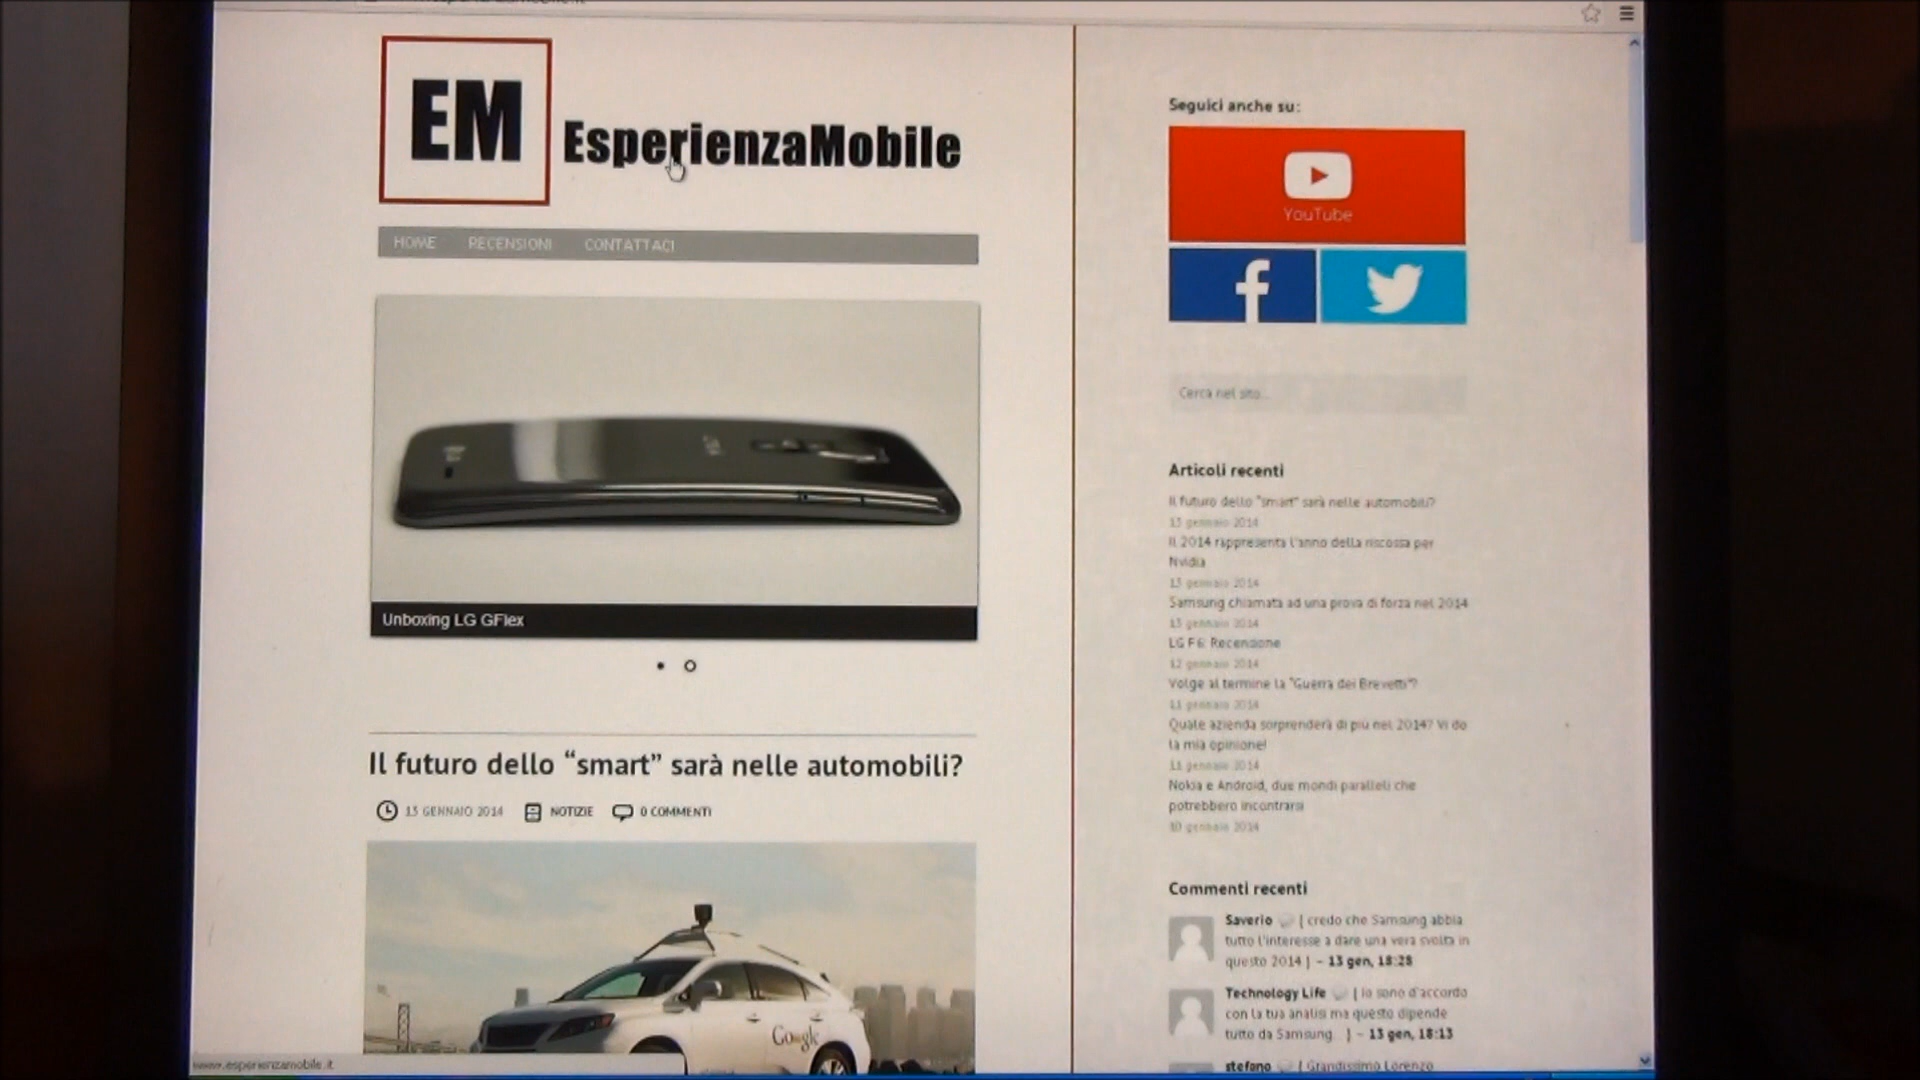 EM
EsperienzaMobile
HOME RECENSIONI CONTATTACI
Unboxing LG GFlex
Il futuro dello “smart” sarà nelle automobili?
13 GENNAIO 2014 NOTIZIE 0 COMMENTI
Google
www.esperienzamobile.it
Seguici anche su:
YouTube
Cerca nel sito...
Articoli recenti
Il futuro dello "smart" sarà nelle automobili?
13 gennaio 2014
Il 2014 rappresenta l'anno della riscossa per
Nvidia
13 gennaio 2014
Samsung chiamata ad una prova di forza nel 2014
13 gennaio 2014
LG F6: Recensione
12 gennaio 2014
Volge al termine la "Guerra dei Brevetti"?
11 gennaio 2014
Quale azienda sorprenderà di più nel 2014? Vi do
la mia opinione!
11 gennaio 2014
Nokia e Android, due mondi paralleli che
potrebbero incontrarsi
10 gennaio 2014
Commenti recenti
Saverio { credo che Samsung abbia
tutto l'interesse a dare una vera svolta in
questo 2014 } – 13 gen, 18:28
Technology Life { Io sono d'accordo
con la tua analisi ma questo dipende
tutto da Samsung... } – 13 gen, 18:13
stefano { Grandissimo Lorenzo